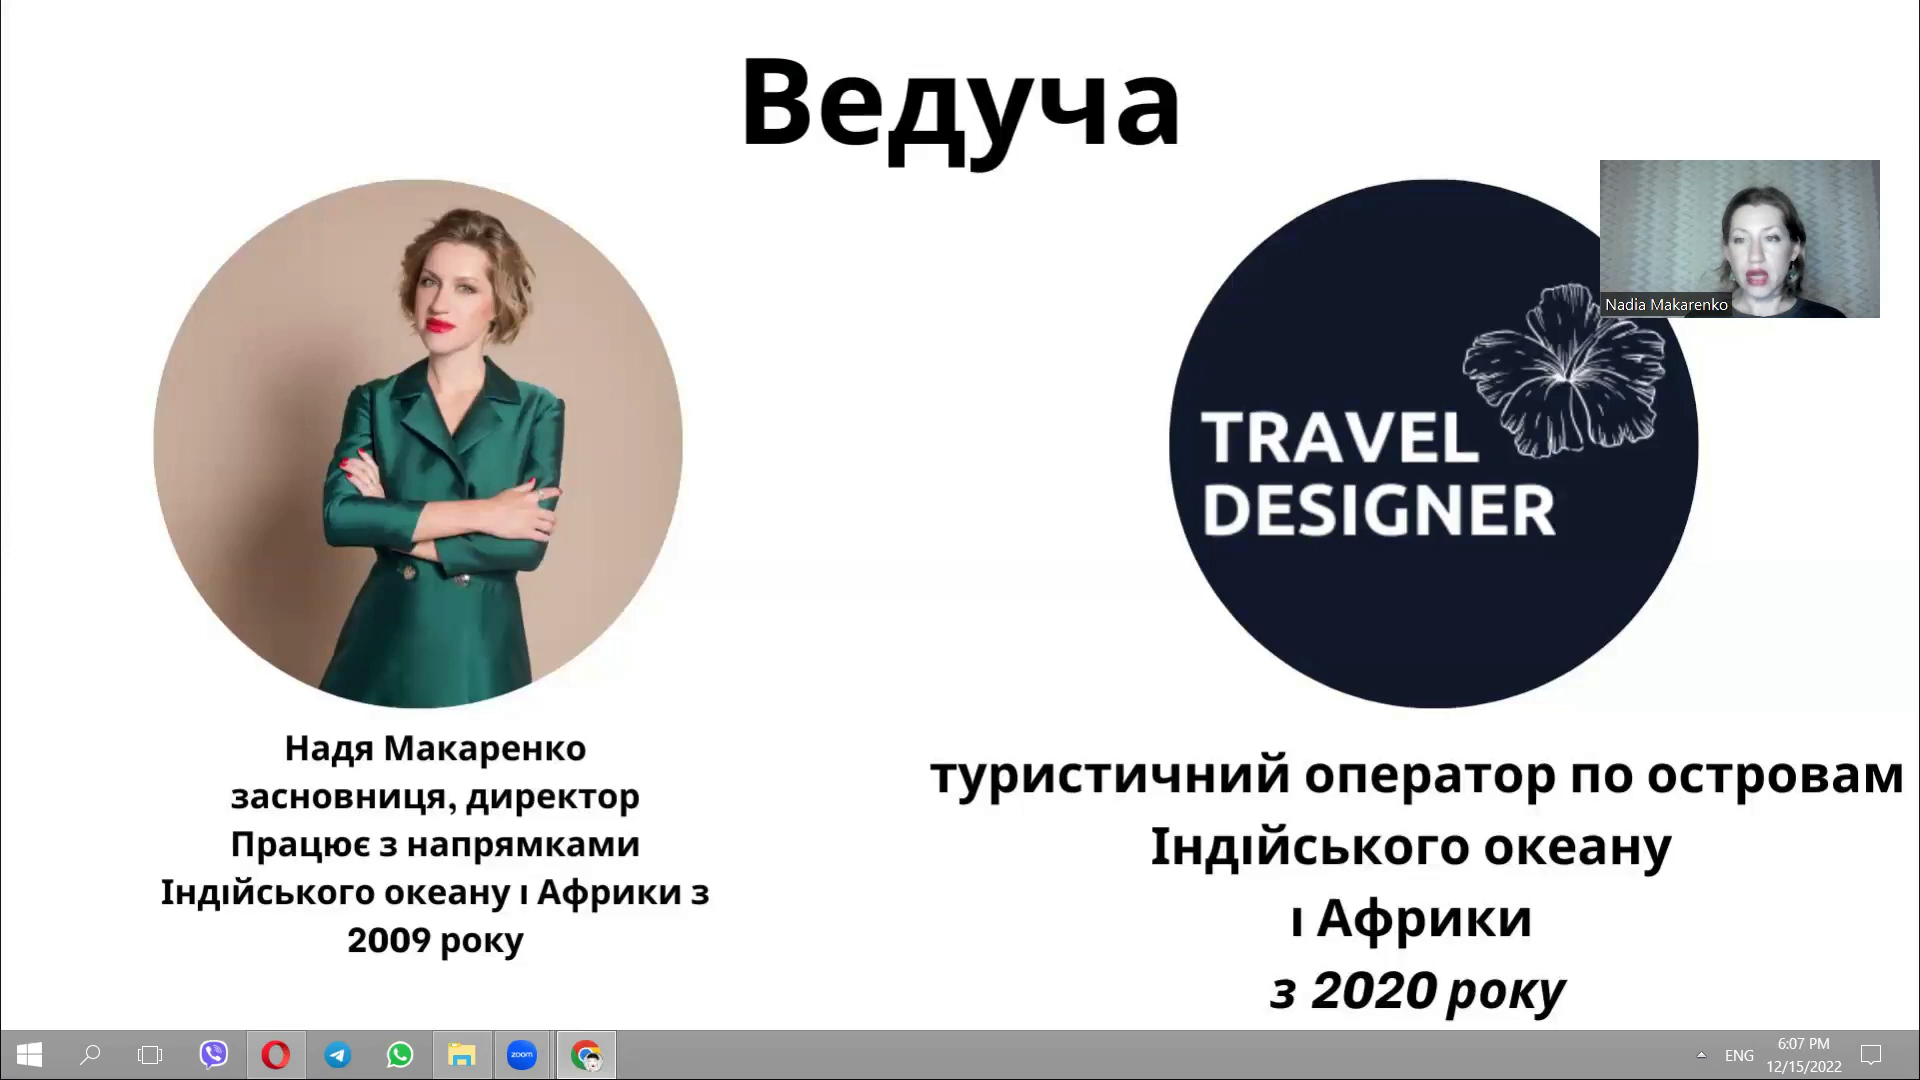 Ведуча
Nadia Makarenko
TRAVEL
DESIGNER
Надя Макаренко
засновниця, директор
Працює з напрямками
Індійського океану і Африки з
2009 року
туристичний оператор по островам
Індійського океану
і Африки
з 2020 року
zoom
ENG
6:07 PM
12/15/2022